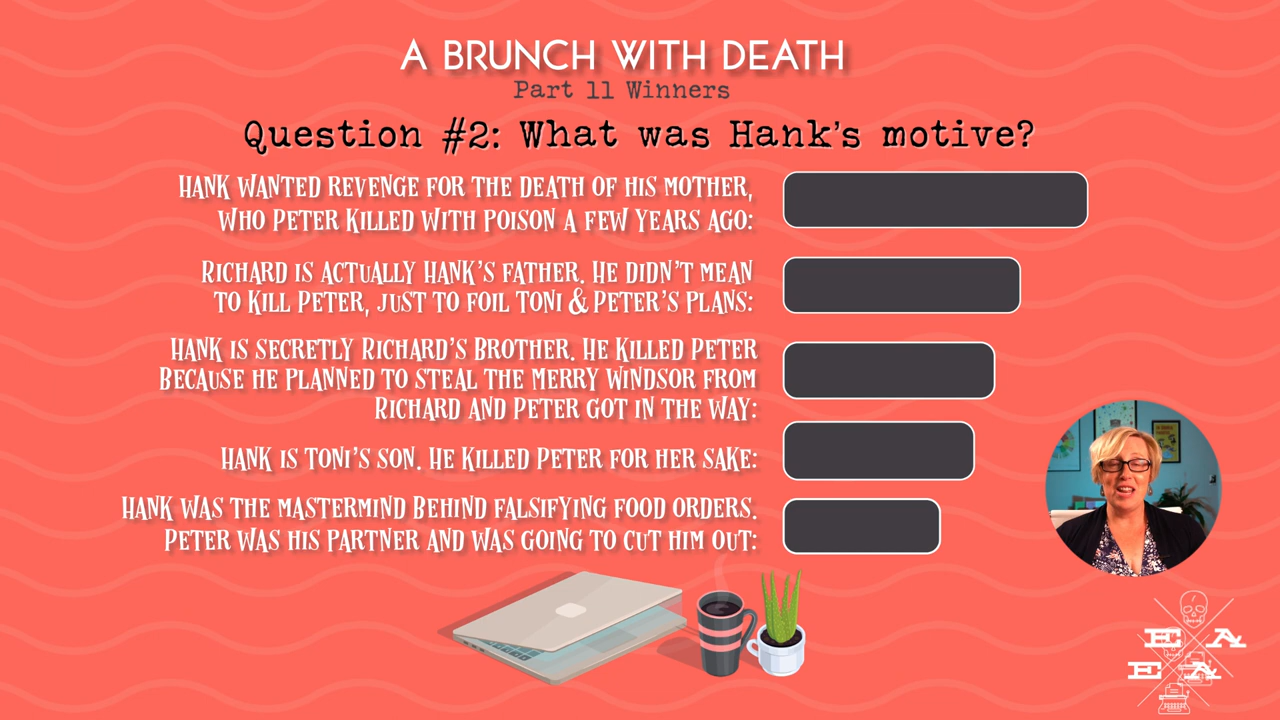 A BRUNCH WITH DEATH
Part 11 Winners
Question #2: What was Hank's motive?
HANK WANTED REVENGE FOR THE DEATH OF HIS MOTHER,
WHO PETER KILLED WITH POISON A FEW YEARS AGO:
RICHARD IS ACTUALLY HANK'S FATHER. HE DIDN'T MEAN
TO KILL PETER, JUST TO FOIL TONI & PETER'S PLANS:
HANK IS SECRETLY RICHARD'S BROTHER. HE KILLED PETER
BECAUSE HE PLANNED TO STEAL THE MERRY WINDSOR FROM
RICHARD AND PETER GOT IN THE WAY:
HANK IS TONI'S SON. HE KILLED PETER FOR HER SAKE:
HANK WAS THE MASTERMIND BEHIND FALSIFYING FOOD ORDERS.
PETER WAS HIS PARTNER AND WAS GOING TO CUT HIM OUT:
E A
E A